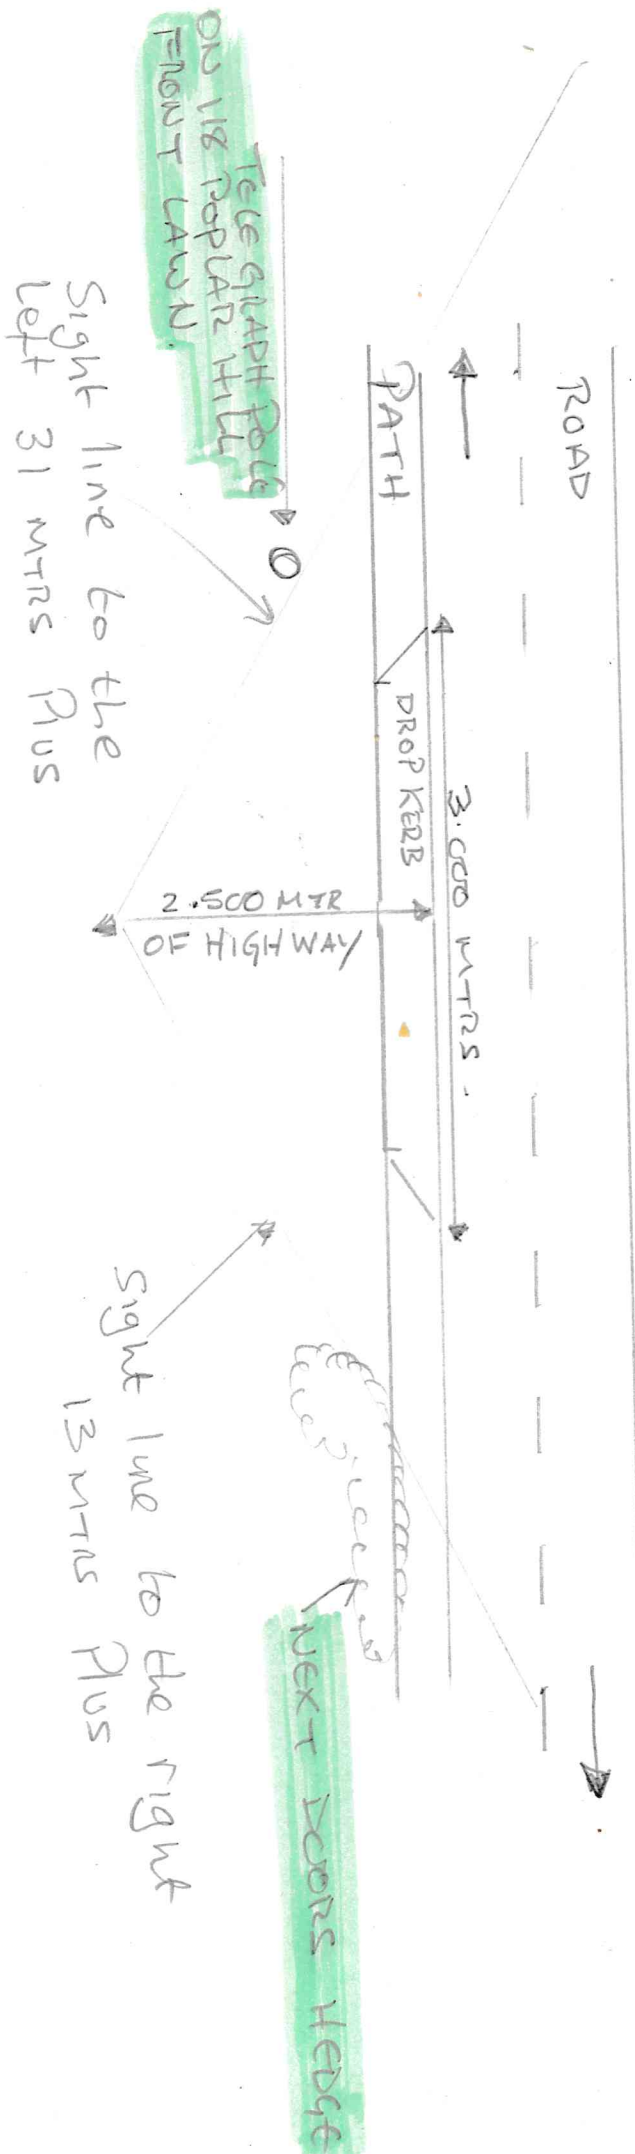 ROAD
PATH
DROP KERB
3.000 MTRS.
2.500 MTR
OF HIGHWAY
TELEGRAPH POLE
ON 118 POPLAR HILL
FRONT LAWN
Sight line to the
left 31 MTRS Plus
Sight line to the right
13 MTRS Plus
NEXT DOORS HEDGE